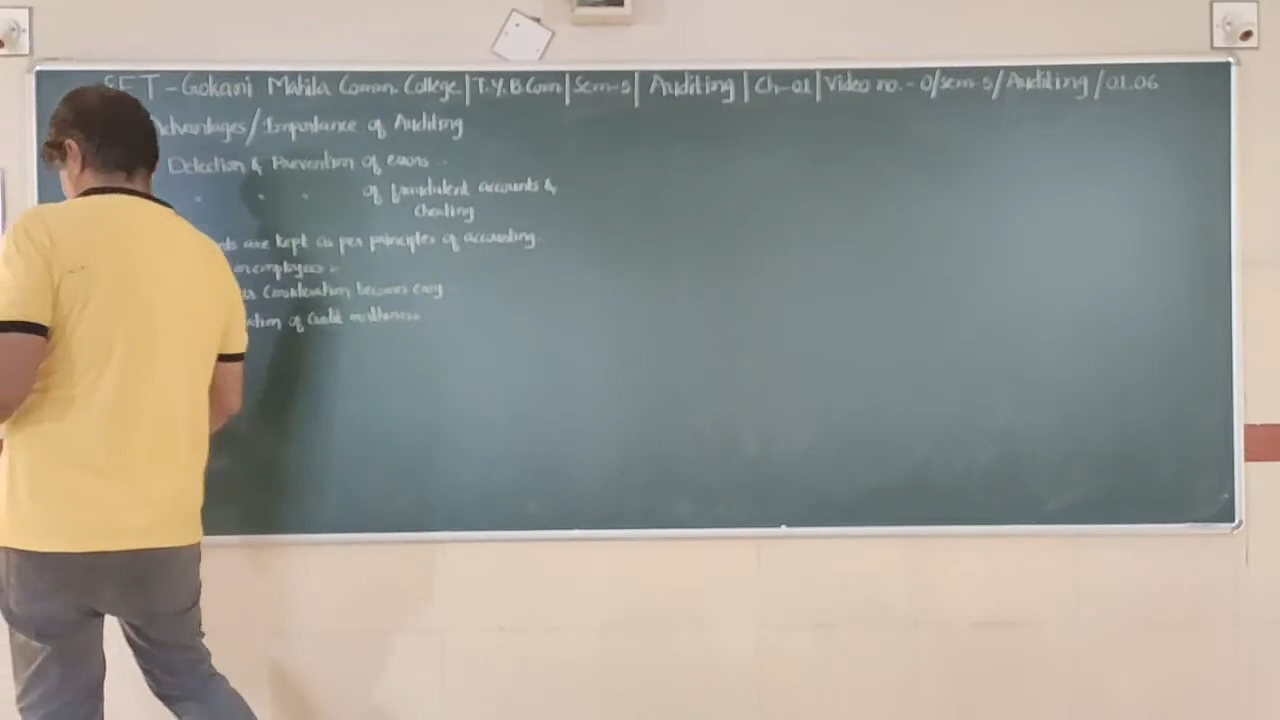 SET - Gokani Mahila Comm. College | T.Y.B Com | Sem-5 | Auditing | Ch-01 | Video no. - 0/Sem-5/Auditing/01.06
Advantages/Importance of Auditing
Detection & Prevention of errors
" " " of fraudulent accounts &
cheating
are kept as per principles of accounting.
on employees
Consideration becomes easy
of Credit